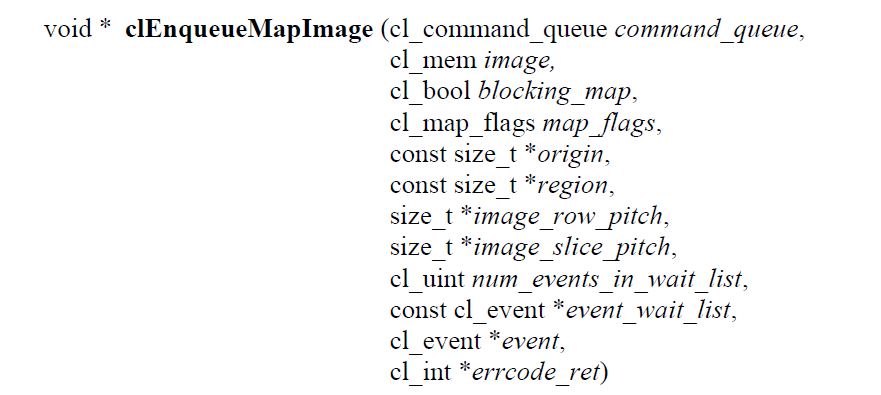 void * clEnqueueMapImage (cl_command_queue command_queue,
cl_mem image,
cl_bool blocking_map,
cl_map_flags map_flags,
const size_t *origin,
const size_t *region,
size_t *image_row_pitch,
size_t *image_slice_pitch,
cl_uint num_events_in_wait_list,
const cl_event *event_wait_list,
cl_event *event,
cl_int *errcode_ret)